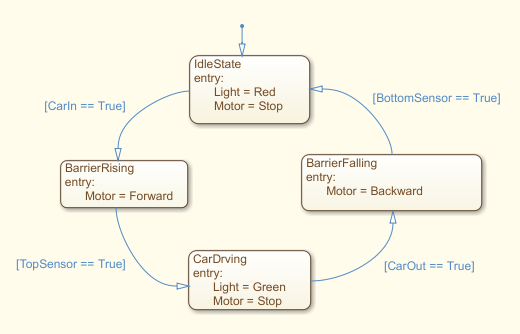 IdleState
entry:
Light = Red
Motor = Stop
[CarIn == True]
[BottomSensor == True]
BarrierRising
entry:
Motor = Forward
BarrierFalling
entry:
Motor = Backward
[TopSensor == True]
[CarOut == True]
CarDrving
entry:
Light = Green
Motor = Stop